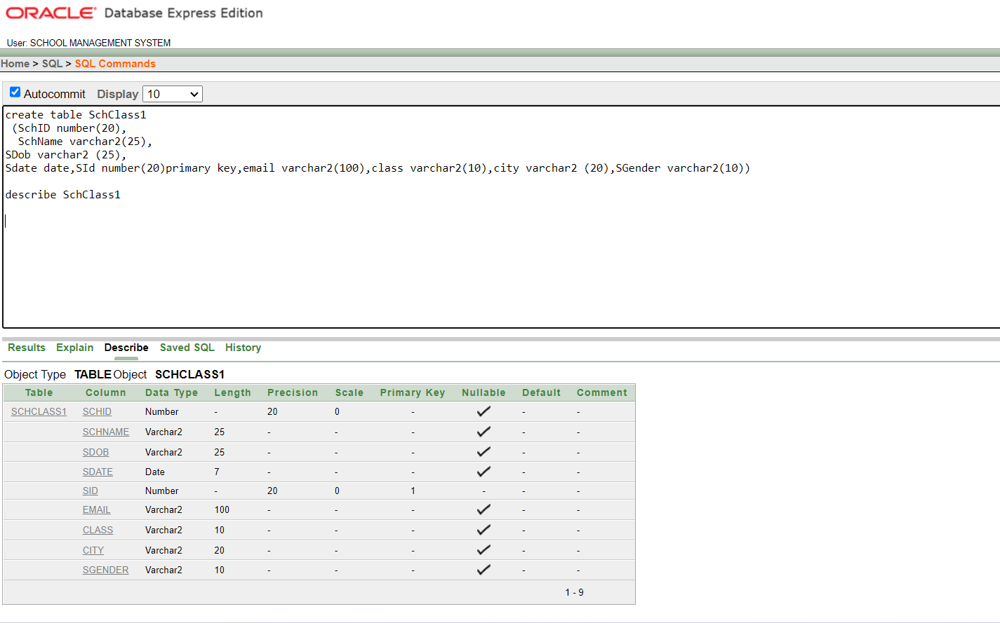 ORACLE® Database Express Edition
User: SCHOOL MANAGEMENT SYSTEM
Home > SQL > SQL Commands
Autocommit Display 10
create table SchClass1
(SchID number(20),
SchName varchar2(25),
SDob varchar2 (25),
Sdate date,SId number(20)primary key,email varchar2(100),class varchar2(10),city varchar2 (20),SGender varchar2(10))
describe SchClass1
Results Explain Describe Saved SQL History
Object Type TABLE Object SCHCLASS1
Table Column Data Type Length Precision Scale Primary Key Nullable Default Comment
SCHCLASS1 SCHID Number - 20 0 - ✓ - -
SCHNAME Varchar2 25 - - - ✓ - -
SDOB Varchar2 25 - - - ✓ - -
SDATE Date 7 - - - ✓ - -
SID Number - 20 0 1 - - -
EMAIL Varchar2 100 - - - ✓ - -
CLASS Varchar2 10 - - - ✓ - -
CITY Varchar2 20 - - - ✓ - -
SGENDER Varchar2 10 - - - ✓ - -
1 - 9